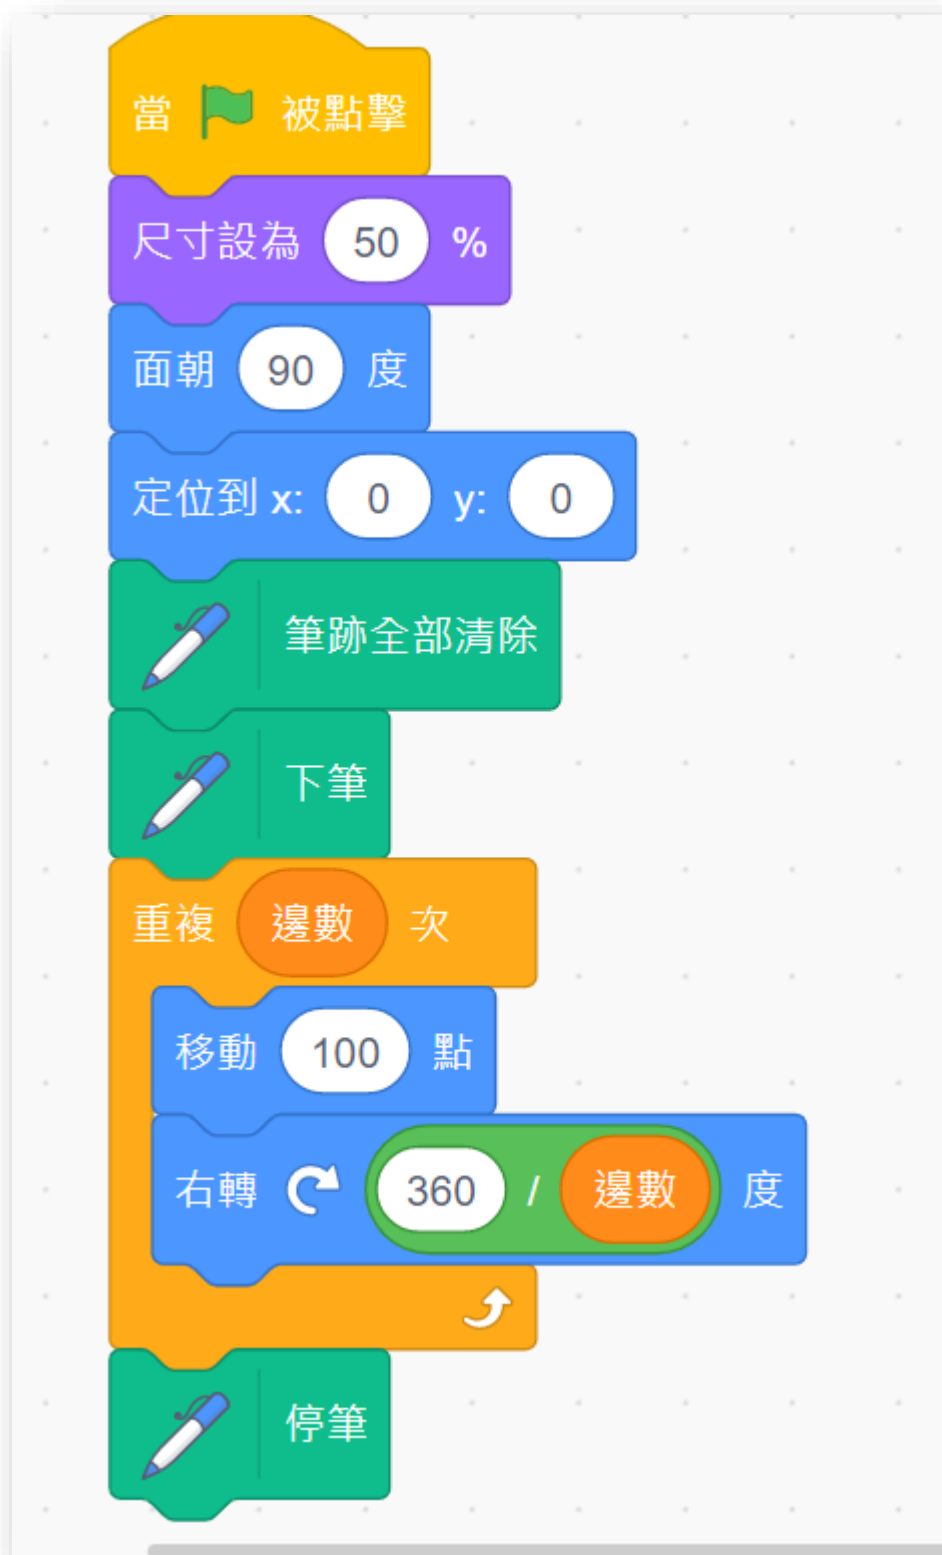 當 被點擊
尺寸設為 50 %
面朝 90 度
定位到 x: 0 y: 0
筆跡全部清除
下筆
重複 邊數 次
移動 100 點
右轉 360 / 邊數 度
停筆